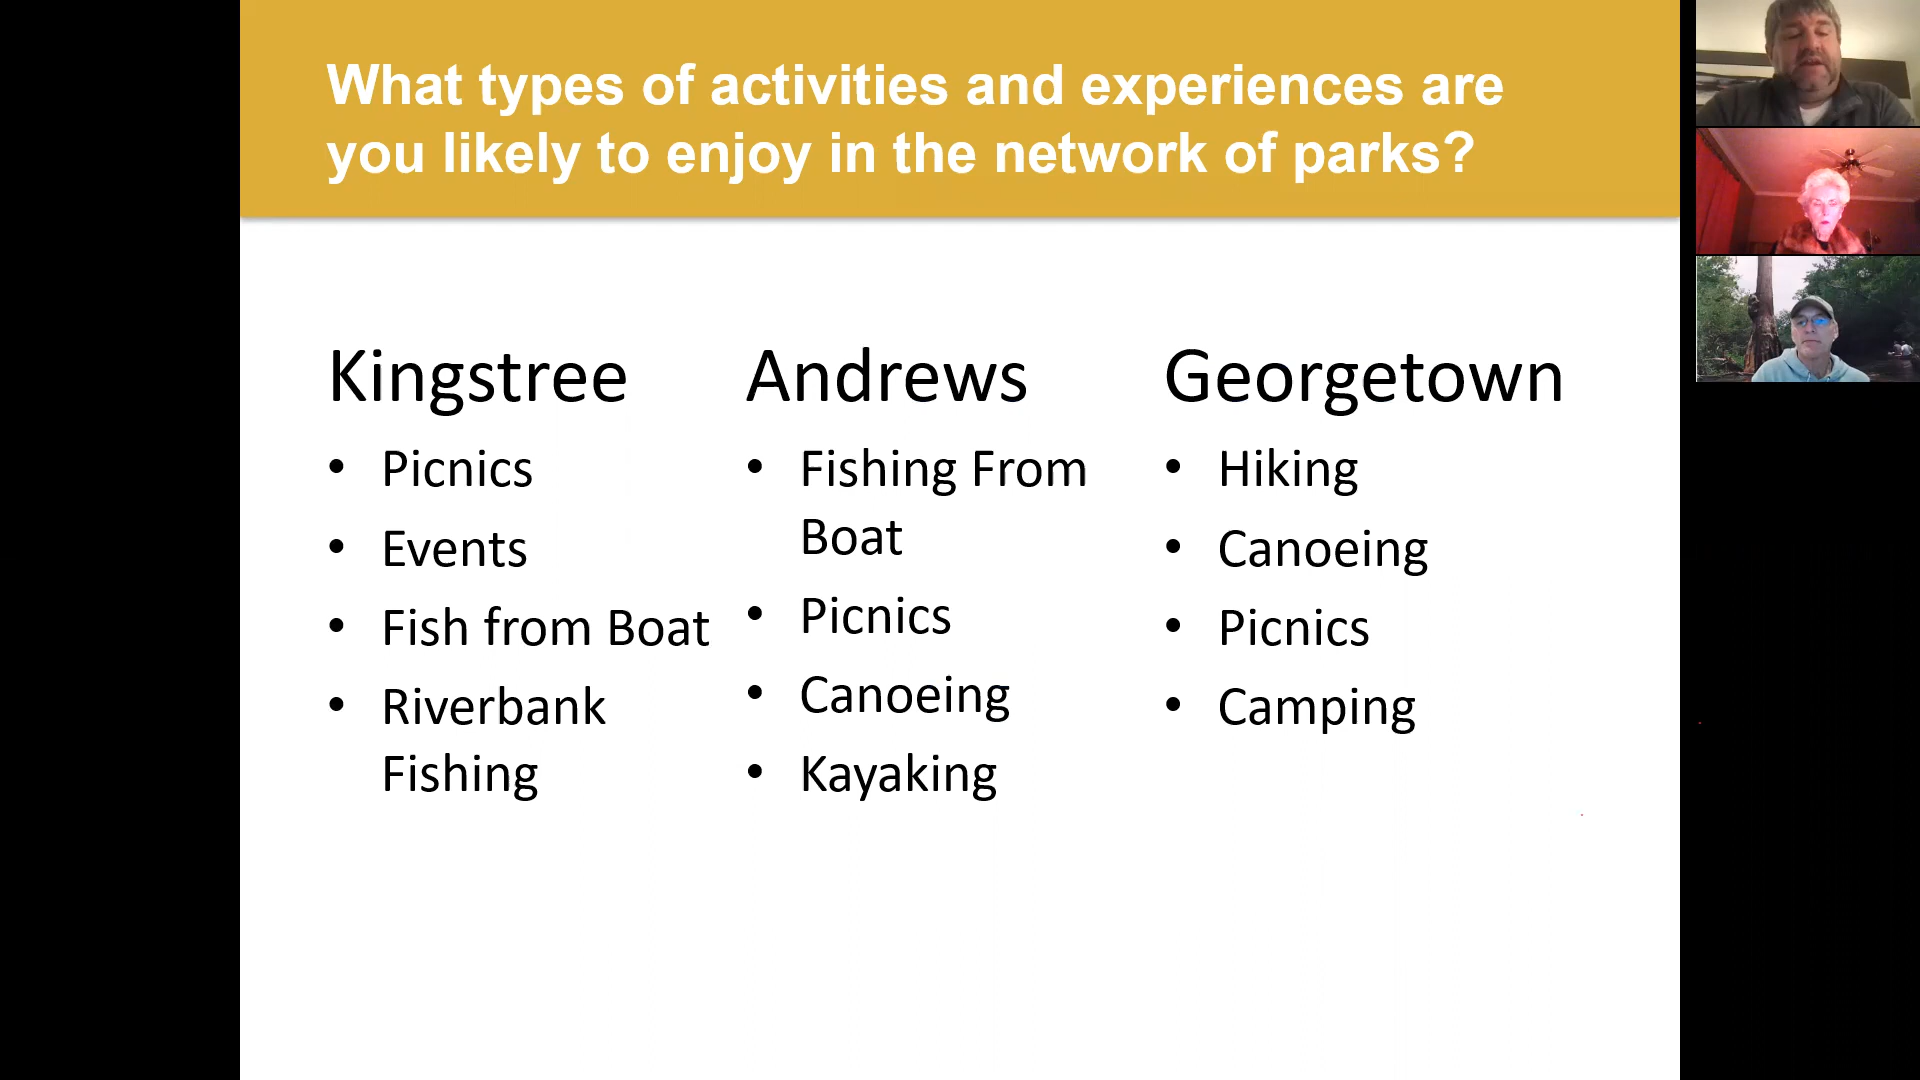 What types of activities and experiences are
you likely to enjoy in the network of parks?
Kingstree
• Picnics
• Events
• Fish from Boat
• Riverbank
Fishing
Andrews
• Fishing From
Boat
• Picnics
• Canoeing
• Kayaking
Georgetown
• Hiking
• Canoeing
• Picnics
• Camping